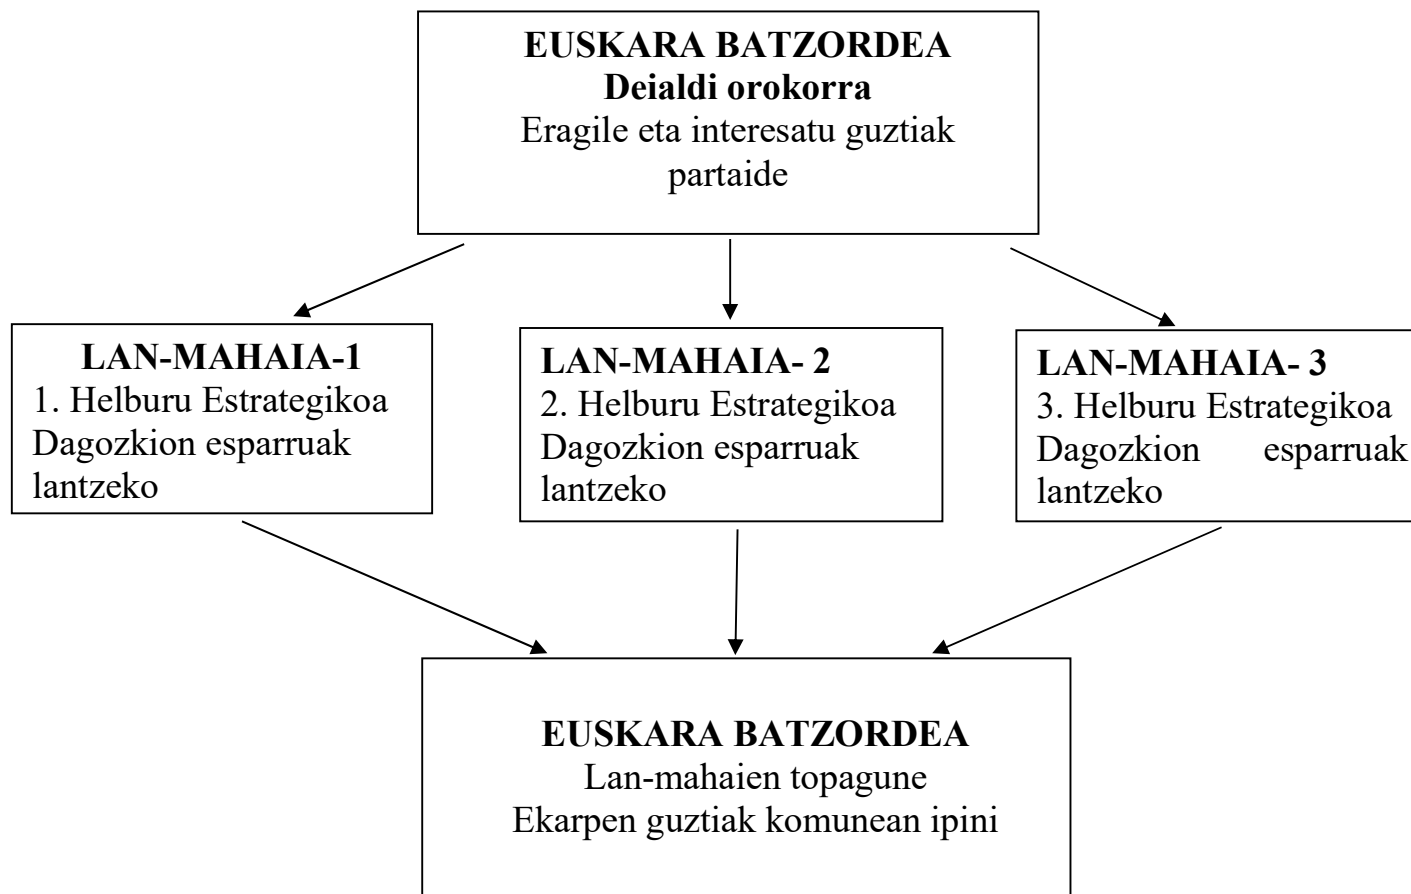 EUSKARA BATZORDEA
Deialdi orokorra
Eragile eta interesatu guztiak
partaide
LAN-MAHAIA-1
1. Helburu Estrategikoa
Dagozkion esparruak
lantzeko
LAN-MAHAIA- 2
2. Helburu Estrategikoa
Dagozkion esparruak
lantzeko
LAN-MAHAIA- 3
3. Helburu Estrategikoa
Dagozkion esparruak
lantzeko
EUSKARA BATZORDEA
Lan-mahaien topagune
Ekarpen guztiak komunean ipini